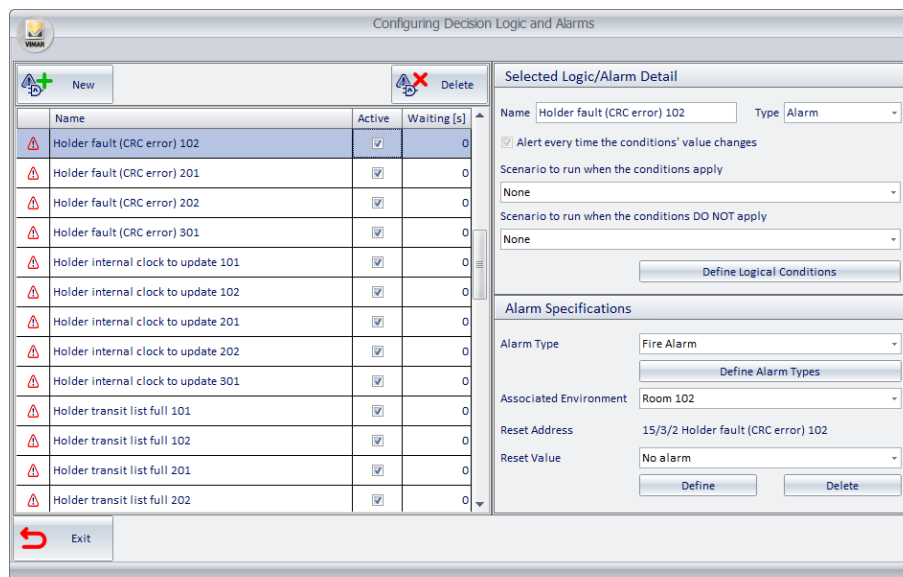 Configuring Decision Logic and Alarms
VIMAR
New
Delete
Name Active Waiting [s]
Holder fault (CRC error) 102 0
Holder fault (CRC error) 201 0
Holder fault (CRC error) 202 0
Holder fault (CRC error) 301 0
Holder internal clock to update 101 0
Holder internal clock to update 102 0
Holder internal clock to update 201 0
Holder internal clock to update 202 0
Holder internal clock to update 301 0
Holder transit list full 101 0
Holder transit list full 102 0
Holder transit list full 201 0
Holder transit list full 202 0
Exit
Selected Logic/Alarm Detail
Name Holder fault (CRC error) 102 Type Alarm
Alert every time the conditions' value changes
Scenario to run when the conditions apply
None
Scenario to run when the conditions DO NOT apply
None
Define Logical Conditions
Alarm Specifications
Alarm Type Fire Alarm
Define Alarm Types
Associated Environment Room 102
Reset Address 15/3/2 Holder fault (CRC error) 102
Reset Value No alarm
Define Delete